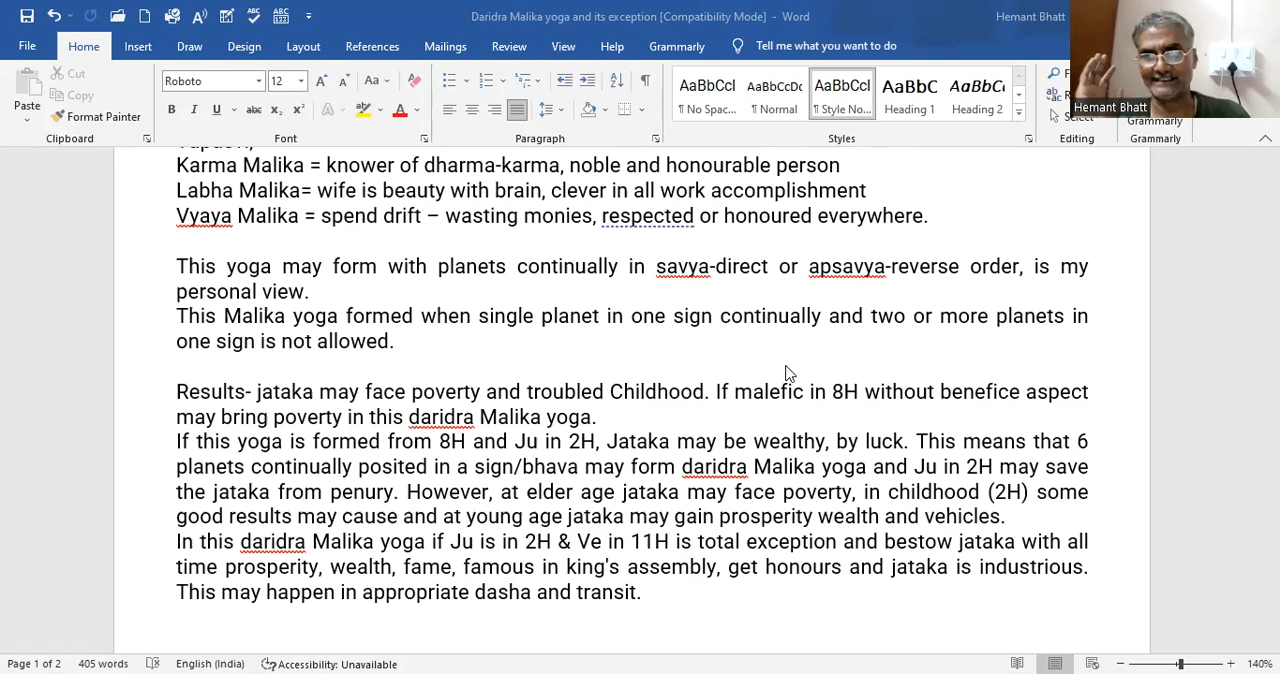 Daridra Malika yoga and its exception [Compatibility Mode] - Word
Hemant Bhatt
File Home Insert Draw Design Layout References Mailings Review View Help Grammarly Tell me what you want to do
Paste
Cut
Copy
Format Painter
Clipboard
Roboto 12
Font
Paragraph
AaBbCcI AaBbCcDc AaBbCcI AaBbC AaBbC
¶ No Spac... ¶ Normal ¶ Style No... Heading 1 Heading 2
Styles
Select
Editing
Grammarly
Grammarly
Hemant Bhatt
Karma Malika = knower of dharma-karma, noble and honourable person
Labha Malika= wife is beauty with brain, clever in all work accomplishment
Vyaya Malika = spend drift – wasting monies, respected or honoured everywhere.
This yoga may form with planets continually in savya-direct or apsavya-reverse order, is my
personal view.
This Malika yoga formed when single planet in one sign continually and two or more planets in
one sign is not allowed.
Results- jataka may face poverty and troubled Childhood. If malefic in 8H without benefice aspect
may bring poverty in this daridra Malika yoga.
If this yoga is formed from 8H and Ju in 2H, Jataka may be wealthy, by luck. This means that 6
planets continually posited in a sign/bhava may form daridra Malika yoga and Ju in 2H may save
the jataka from penury. However, at elder age jataka may face poverty, in childhood (2H) some
good results may cause and at young age jataka may gain prosperity wealth and vehicles.
In this daridra Malika yoga if Ju is in 2H & Ve in 11H is total exception and bestow jataka with all
time prosperity, wealth, fame, famous in king's assembly, get honours and jataka is industrious.
This may happen in appropriate dasha and transit.
Page 1 of 2 405 words English (India) Accessibility: Unavailable 140%